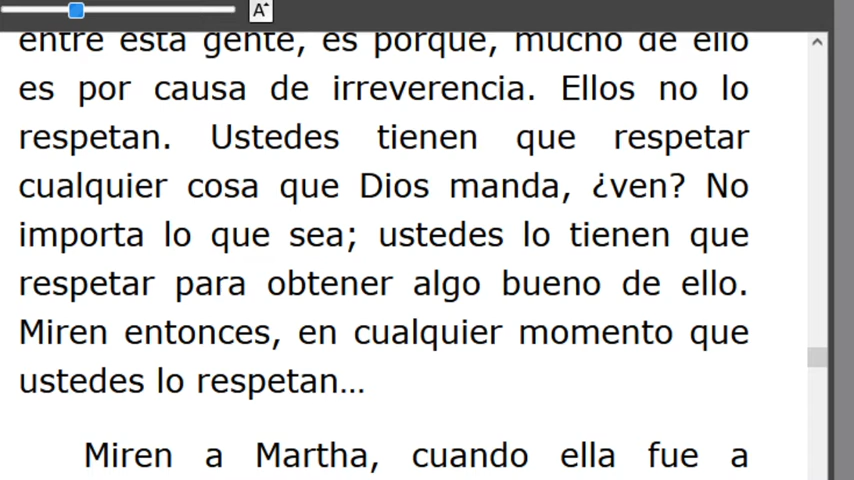 A
entre esta gente, es porque, mucho de ello
es por causa de irreverencia. Ellos no lo
respetan. Ustedes tienen que respetar
cualquier cosa que Dios manda, ¿ven? No
importa lo que sea; ustedes lo tienen que
respetar para obtener algo bueno de ello.
Miren entonces, en cualquier momento que
ustedes lo respetan…
Miren a Martha, cuando ella fue a